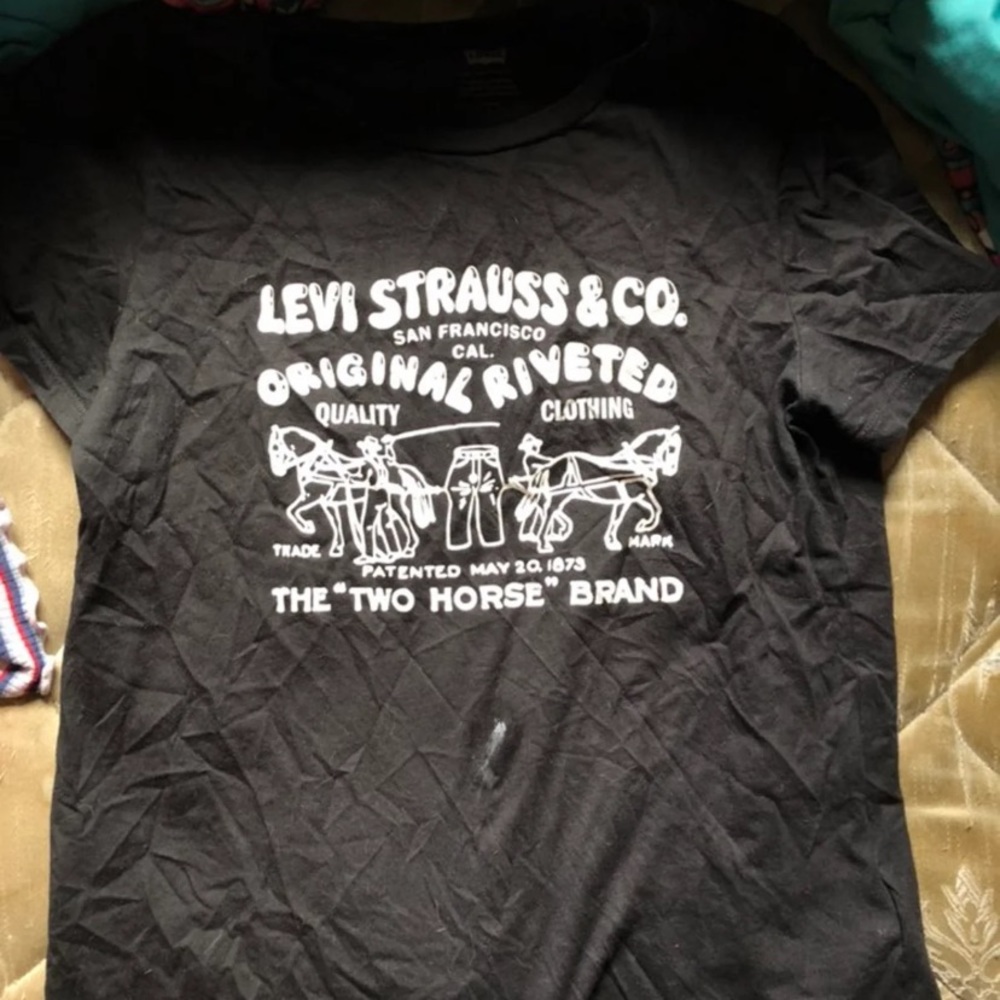 LEVI STRAUSS & CO.
SAN FRANCISCO
CAL.
ORIGINAL RIVETED
QUALITY CLOTHING
TRADE MARK
PATENTED MAY 20. 1873
THE "TWO HORSE" BRAND